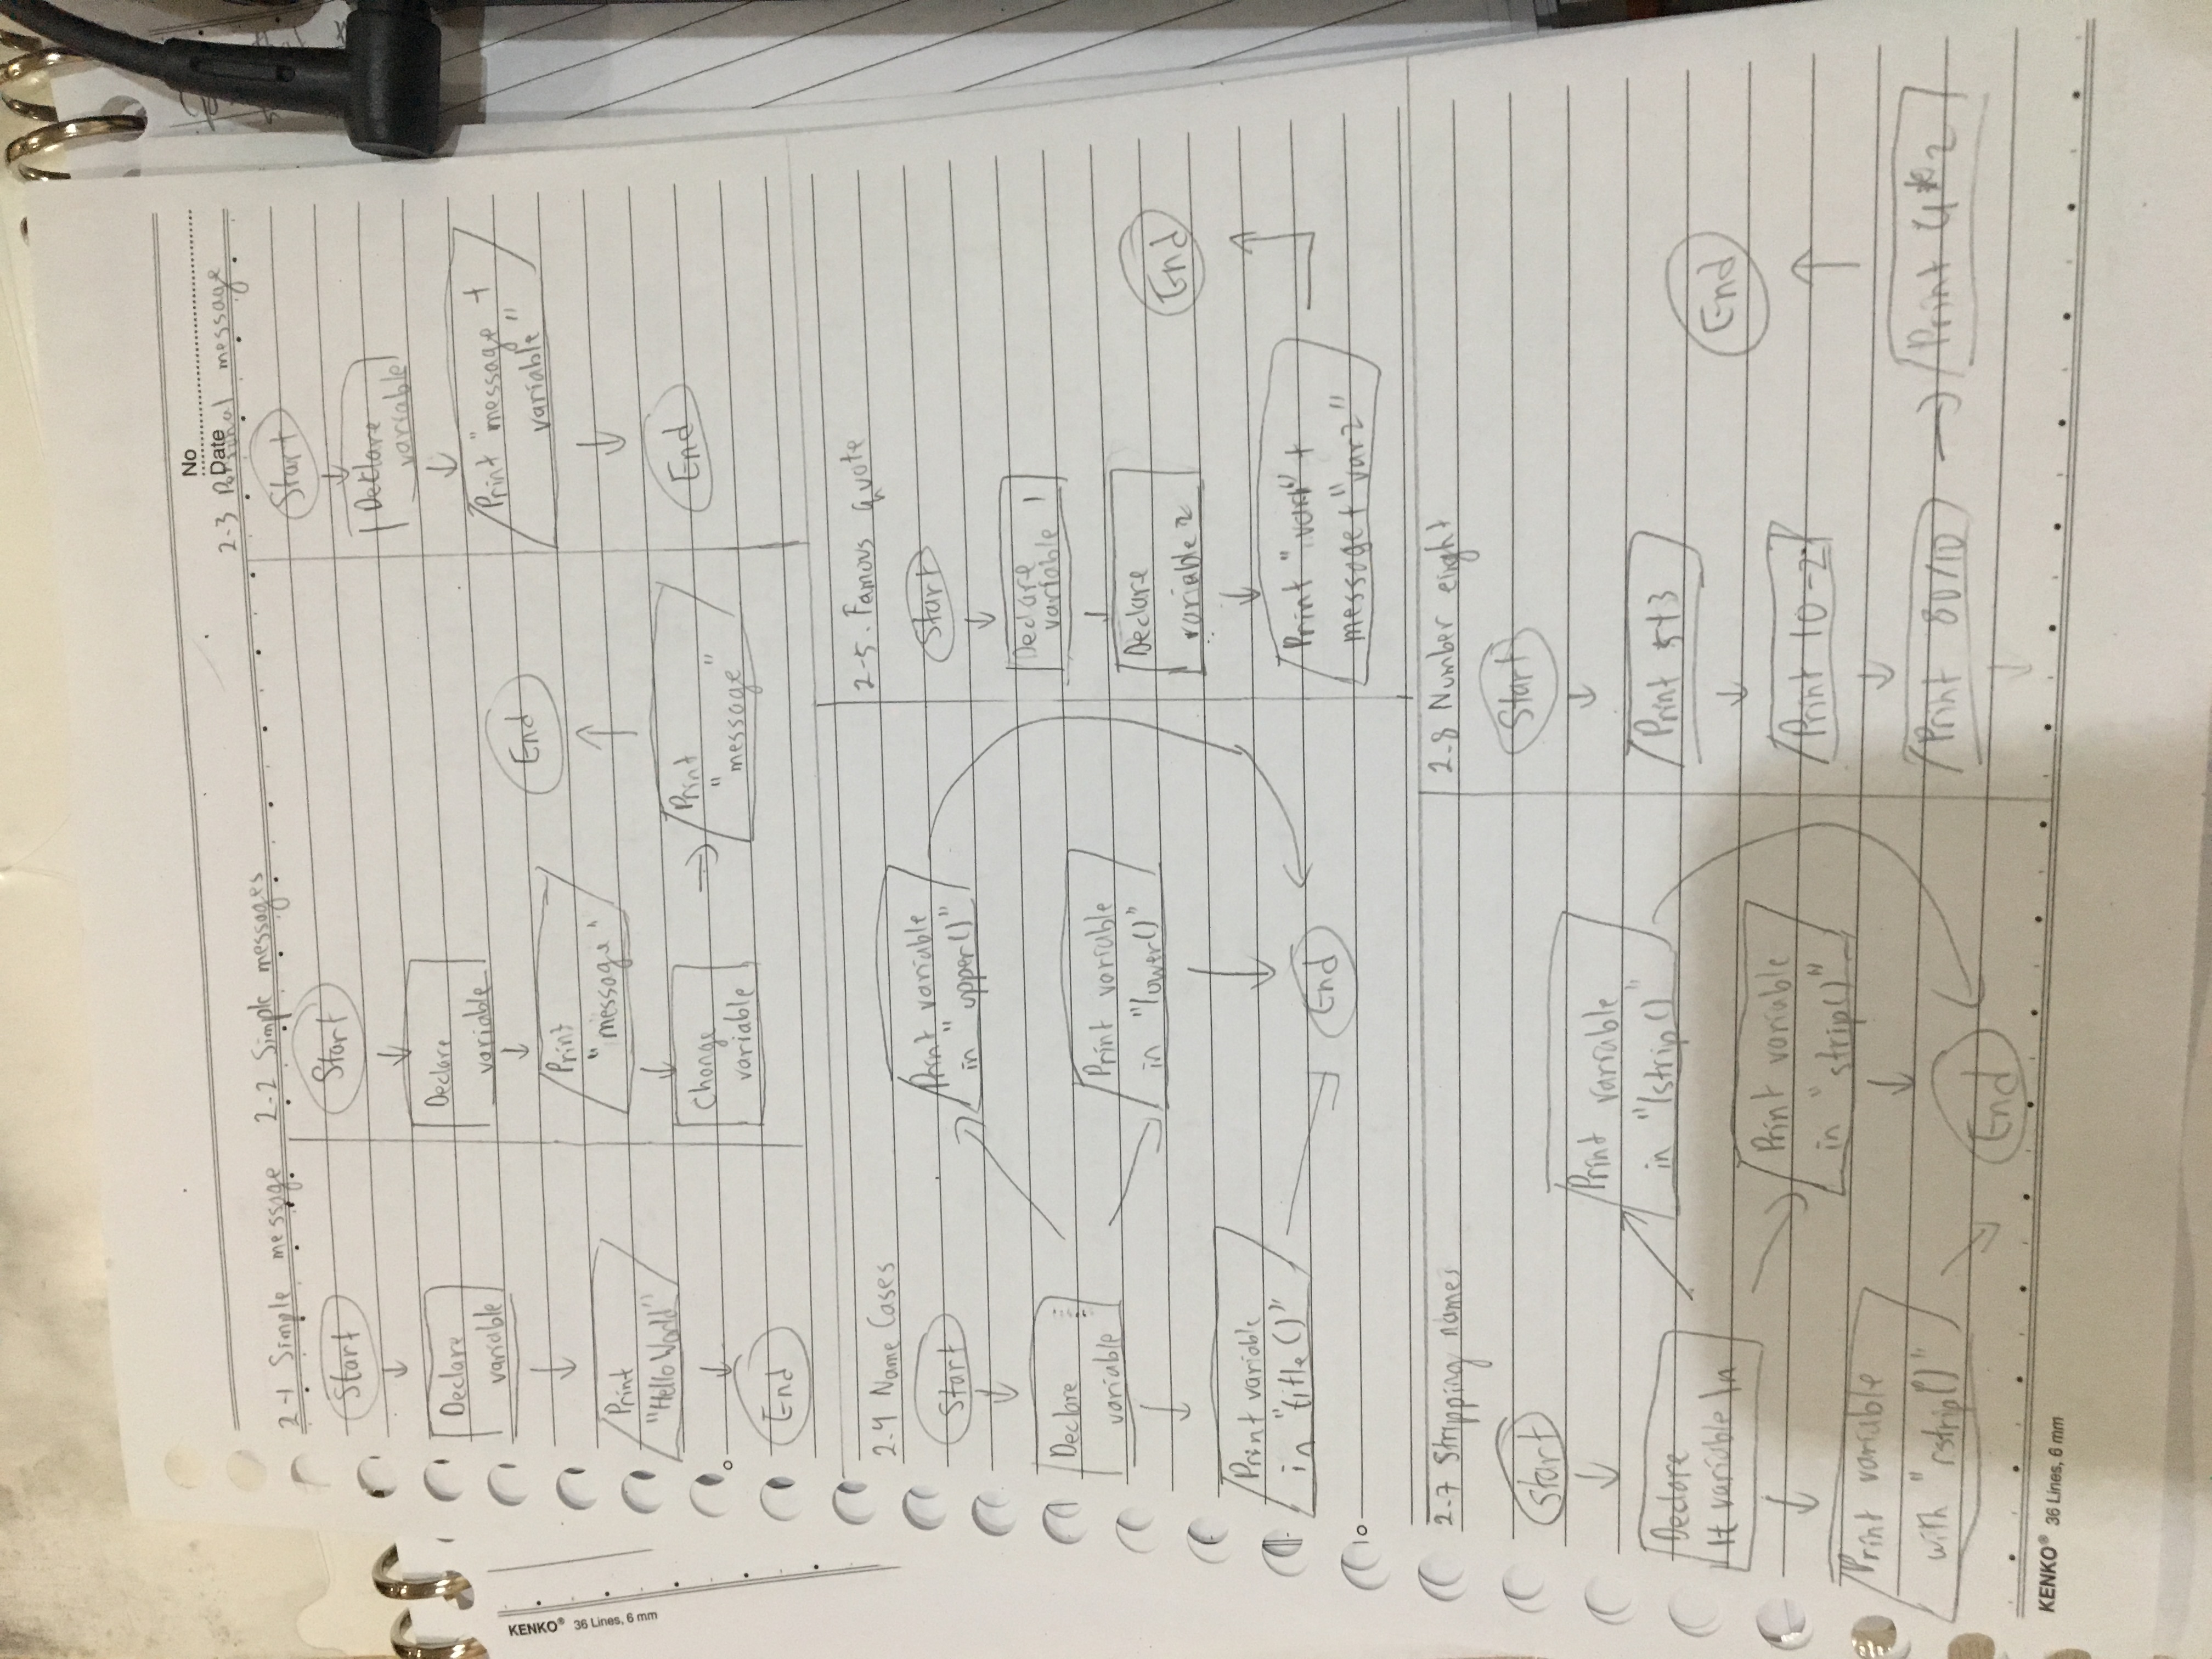 No
Date
2-1 Simple message
Start
Declare
variable
Print
"Hello World"
End
2-2 Simple messages
Start
Declare
variable
Print
"message"
Change
variable
Print
"message"
End
2-3 Personal message
Start
Declare
variable
Print "message +
variable"
End
2.4 Name Cases
Start
Declare
variable
Print variable
in "upper()"
Print variable
in "lower()"
Print variable
in "title()"
End
2-5. Famous quote
Start
Declare
variable 1
Declare
variable 2
Print "var1" +
message + "var2"
End
10
2-7 Stripping names
Start
Declare
\t variable \n
Print variable
in "lstrip()"
Print variable
in "strip()"
Print variable
with "rstrip()"
End
2-8 Number eirght
Start
Print 5+3
Print 10-2
Print 80/10
Print 4*2
End
KENKO® 36 Lines, 6 mm
KENKO® 36 Lines, 6 mm